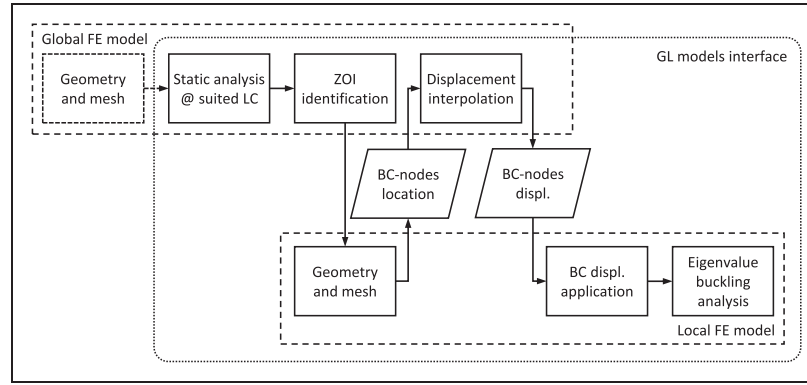 Global FE model
GL models interface
Geometry
and mesh
Static analysis
@ suited LC
ZOI
identification
Displacement
interpolation
BC-nodes
location
BC-nodes
displ.
Geometry
and mesh
BC displ.
application
Eigenvalue
buckling
analysis
Local FE model